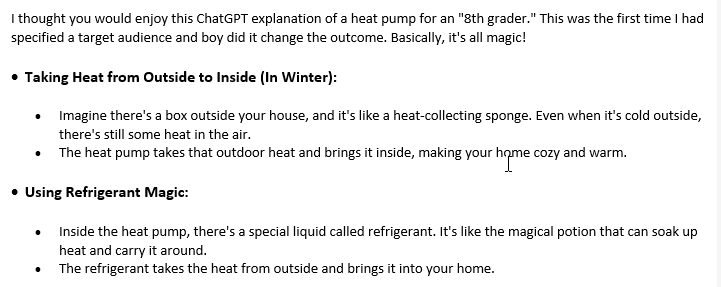 I thought you would enjoy this ChatGPT explanation of a heat pump for an "8th grader." This was the first time I had
specified a target audience and boy did it change the outcome. Basically, it's all magic!
• Taking Heat from Outside to Inside (In Winter):
• Imagine there's a box outside your house, and it's like a heat-collecting sponge. Even when it's cold outside,
there's still some heat in the air.
• The heat pump takes that outdoor heat and brings it inside, making your home cozy and warm.
• Using Refrigerant Magic:
• Inside the heat pump, there's a special liquid called refrigerant. It's like the magical potion that can soak up
heat and carry it around.
• The refrigerant takes the heat from outside and brings it into your home.